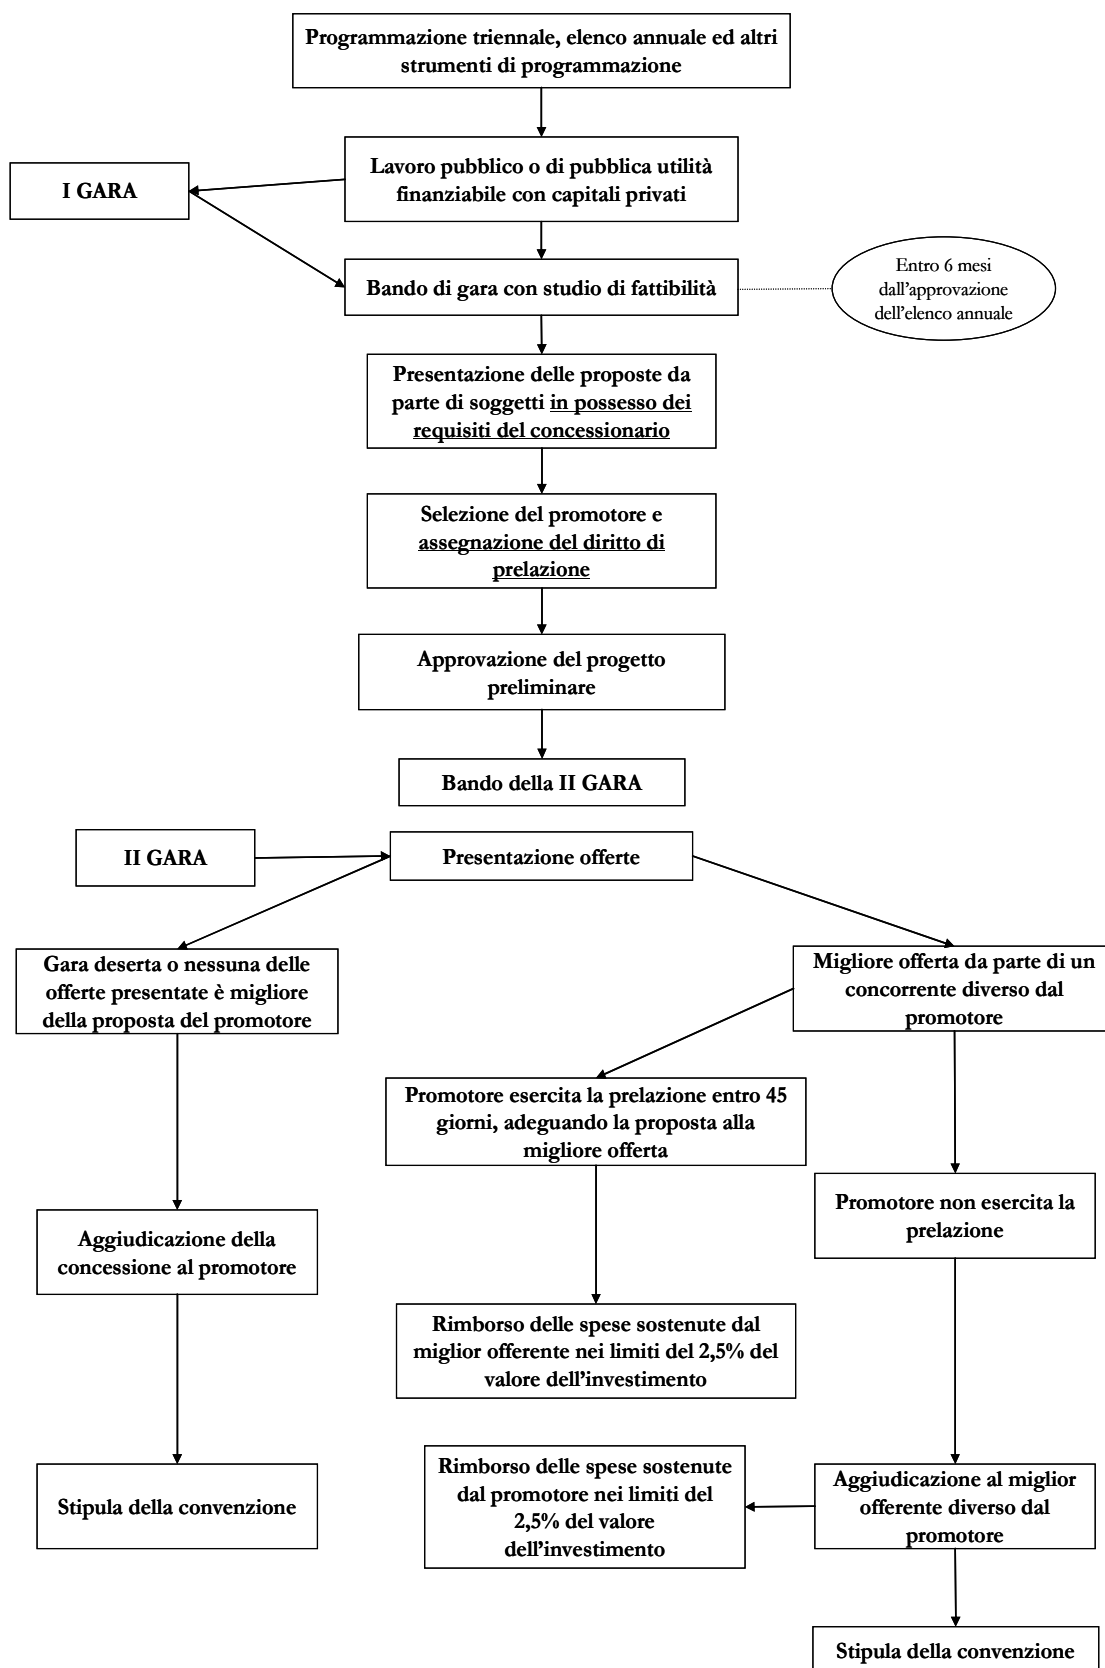 Programmazione triennale, elenco annuale ed altri
strumenti di programmazione
Lavoro pubblico o di pubblica utilità
finanziabile con capitali privati
I GARA
Bando di gara con studio di fattibilità
Entro 6 mesi
dall'approvazione
dell'elenco annuale
Presentazione delle proposte da
parte di soggetti in possesso dei
requisiti del concessionario
Selezione del promotore e
assegnazione del diritto di
prelazione
Approvazione del progetto
preliminare
Bando della II GARA
II GARA
Presentazione offerte
Gara deserta o nessuna delle
offerte presentate è migliore
della proposta del promotore
Migliore offerta da parte di un
concorrente diverso dal
promotore
Promotore esercita la prelazione entro 45
giorni, adeguando la proposta alla
migliore offerta
Promotore non esercita la
prelazione
Aggiudicazione della
concessione al promotore
Rimborso delle spese sostenute dal
miglior offerente nei limiti del 2,5% del
valore dell'investimento
Rimborso delle spese sostenute
dal promotore nei limiti del
2,5% del valore
dell'investimento
Aggiudicazione al miglior
offerente diverso dal
promotore
Stipula della convenzione
Stipula della convenzione